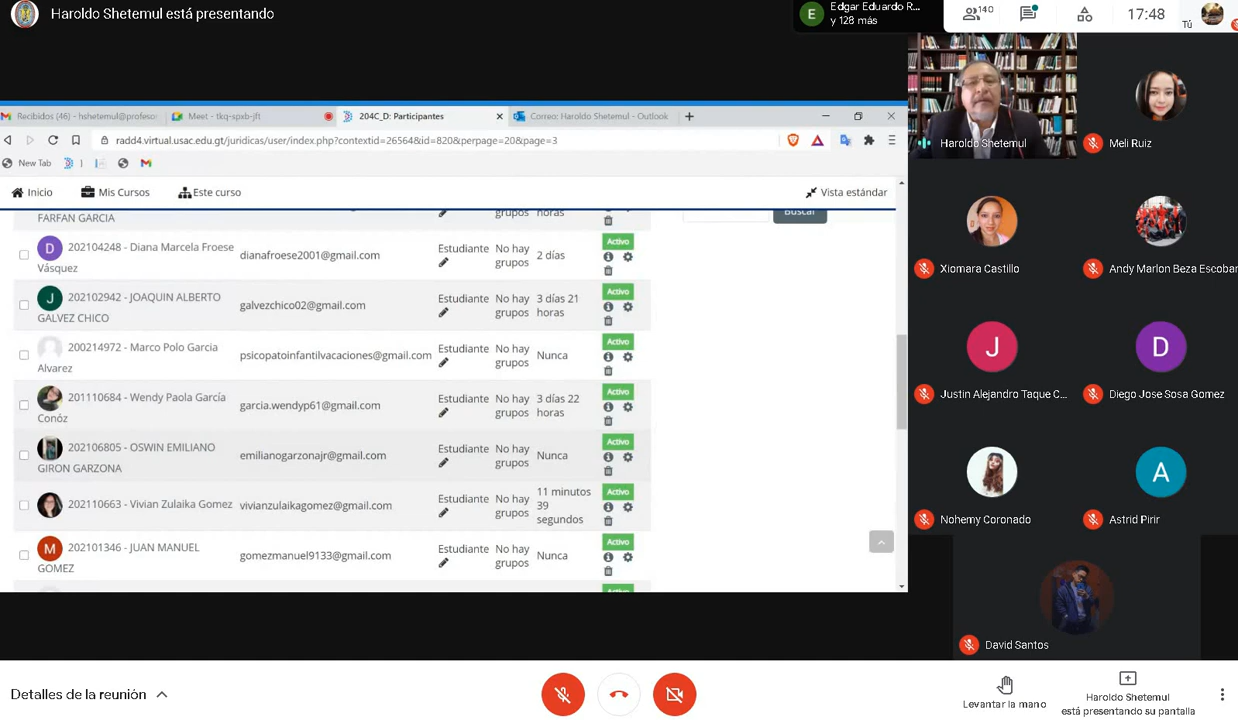 Haroldo Shetemul está presentando
E
Edgar Eduardo R...
y 128 más
140
17:48
Tú
Recibidos (46) - hshetemul@profeso
Meet - tkq-spxb-jft
204C_D: Participantes
Correo: Haroldo Shetemul - Outlook
radd4.virtual.usac.edu.gt/juridicas/user/index.php?contextid=26564&id=820&perpage=20&page=3
New Tab
Inicio
Mis Cursos
Este curso
Vista estándar
FARFAN GARCIA
grupos
horas
Buscar
D
202104248 - Diana Marcela Froese
Vásquez
dianafroese2001@gmail.com
Estudiante
No hay
grupos
2 días
Activo
J
202102942 - JOAQUIN ALBERTO
GALVEZ CHICO
galvezchico02@gmail.com
Estudiante
No hay
grupos
3 días 21
horas
Activo
200214972 - Marco Polo Garcia
Alvarez
psicopatoinfantilvacaciones@gmail.com
Estudiante
No hay
grupos
Nunca
Activo
201110684 - Wendy Paola García
Conóz
garcia.wendyp61@gmail.com
Estudiante
No hay
grupos
3 días 22
horas
Activo
202106805 - OSWIN EMILIANO
GIRON GARZONA
emilianogarzonajr@gmail.com
Estudiante
No hay
grupos
Nunca
Activo
202110663 - Vivian Zulaika Gomez
vivianzulaikagomez@gmail.com
Estudiante
No hay
grupos
11 minutos
39
segundos
Activo
M
202101346 - JUAN MANUEL
GOMEZ
gomezmanuel9133@gmail.com
Estudiante
No hay
grupos
Nunca
Activo
Haroldo Shetemul
Meli Ruiz
Xiomara Castillo
Andy Marlon Beza Escobar
J
Justin Alejandro Taque C...
D
Diego Jose Sosa Gomez
Nohemy Coronado
A
Astrid Pirir
David Santos
Detalles de la reunión
Levantar la mano
Haroldo Shetemul
está presentando su pantalla